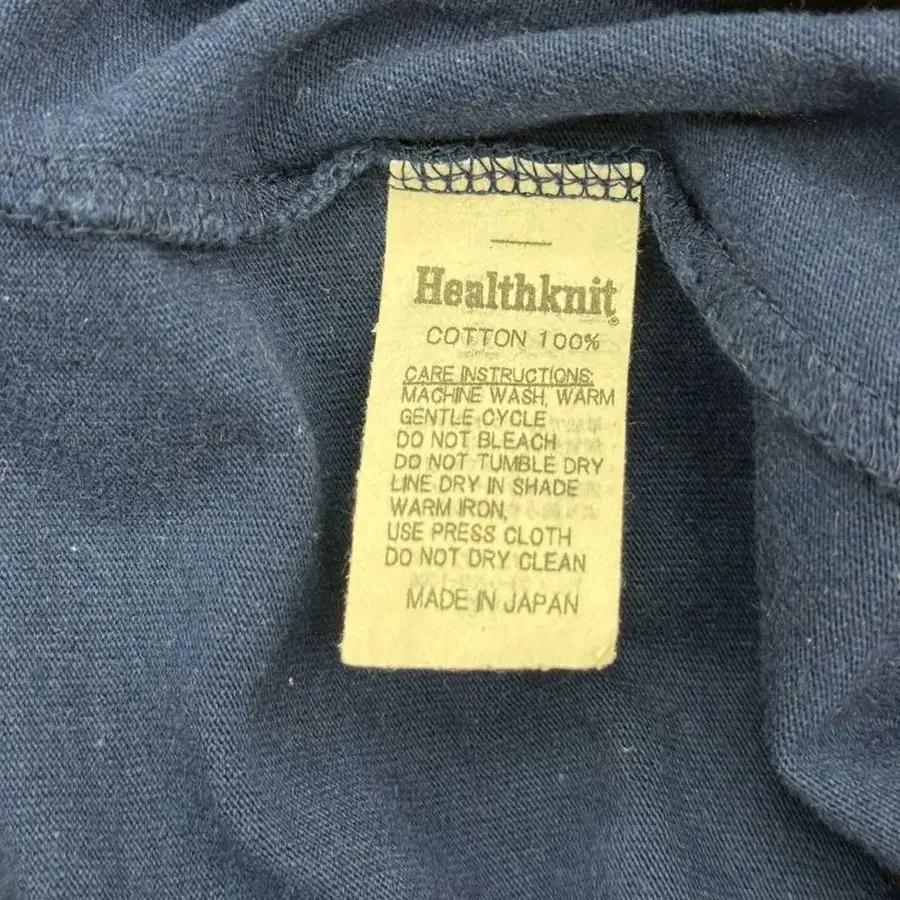 Healthknit®
COTTON 100%
CARE INSTRUCTIONS:
MACHINE WASH, WARM
GENTLE CYCLE
DO NOT BLEACH
DO NOT TUMBLE DRY
LINE DRY IN SHADE
WARM IRON,
USE PRESS CLOTH
DO NOT DRY CLEAN
MADE IN JAPAN